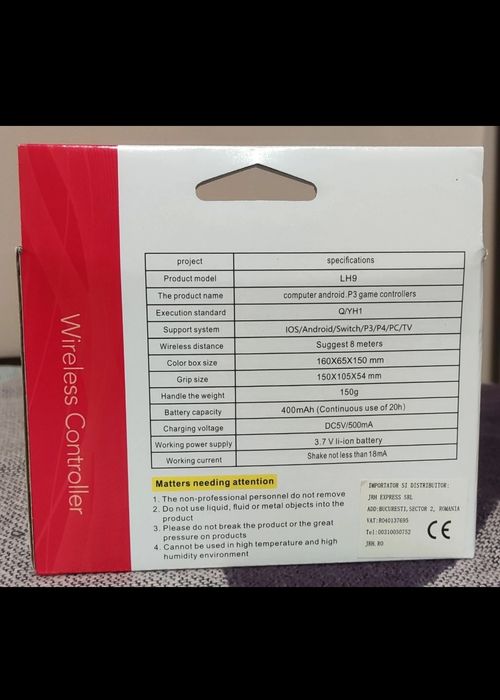 Wireless Controller
project specifications
Product model LH9
The product name computer android .P3 game controllers
Execution standard Q/YH1
Support system IOS/Android/Switch/P3/P4/PC/TV
Wireless distance Suggest 8 meters
Color box size 160X65X150 mm
Grip size 150X105X54 mm
Handle the weight 150g
Battery capacity 400mAh (Continuous use of 20h)
Charving voltage DC5V/500mA
Working power supply 3.7 V li-ion battery
Working current Shake not less than 18mA
Matters needing attention
1. The non-professional personnel do not remove
2. Do not use liquid, fluid or metal objects into the
product
3. Please do not break the product or the great
pressure on products
4. Cannot be used in high temperature and high
humidity environment
IMPORTATOR SI DISTRIBUITOR:
JRH EXPRESS SRL
ADD:BUCURESTI,SECTOR 2, ROMANIA
VAT:RO40137695
Tel:00310050752
JRH.RO
CE